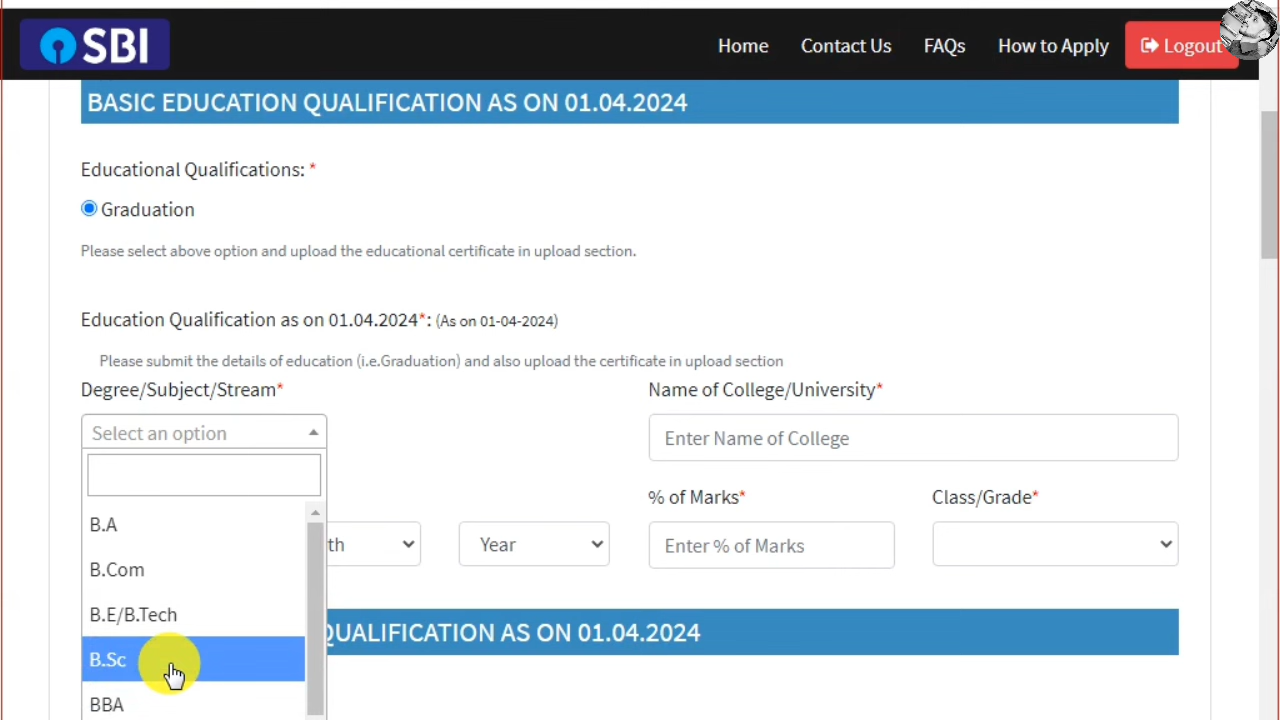 SBI
Home
Contact Us
FAQs
How to Apply
Logout
BASIC EDUCATION QUALIFICATION AS ON 01.04.2024
Educational Qualifications: *
Graduation
Please select above option and upload the educational certificate in upload section.
Education Qualification as on 01.04.2024*: (As on 01-04-2024)
Please submit the details of education (i.e.Graduation) and also upload the certificate in upload section
Degree/Subject/Stream*
Name of College/University*
Select an option
Enter Name of College
% of Marks*
Class/Grade*
B.A
th
Year
Enter % of Marks
B.Com
B.E/B.Tech
QUALIFICATION AS ON 01.04.2024
B.Sc
BBA